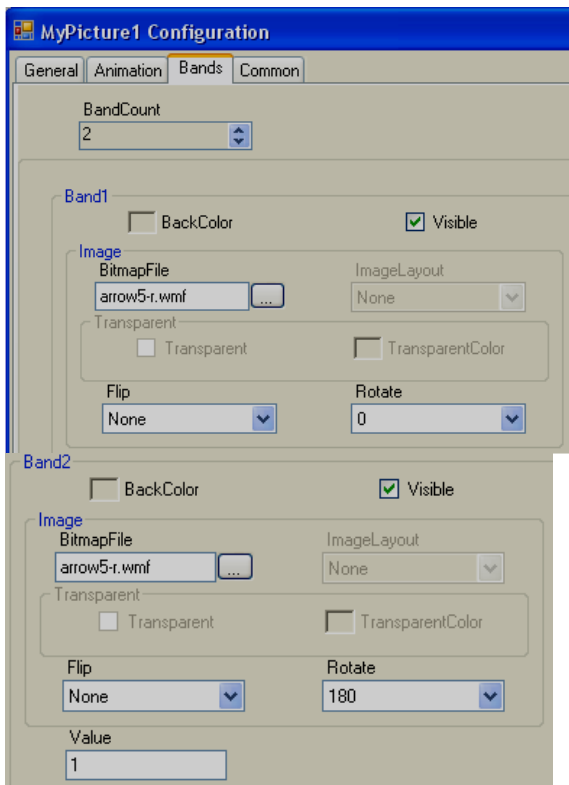 MyPicture1 Configuration
General Animation Bands Common
BandCount
2
Band1
BackColor Visible
Image
BitmapFile ImageLayout
arrow5-r.wmf ... None
Transparent
Transparent TransparentColor
Flip Rotate
None 0
Band2
BackColor Visible
Image
BitmapFile ImageLayout
arrow5-r.wmf ... None
Transparent
Transparent TransparentColor
Flip Rotate
None 180
Value
1